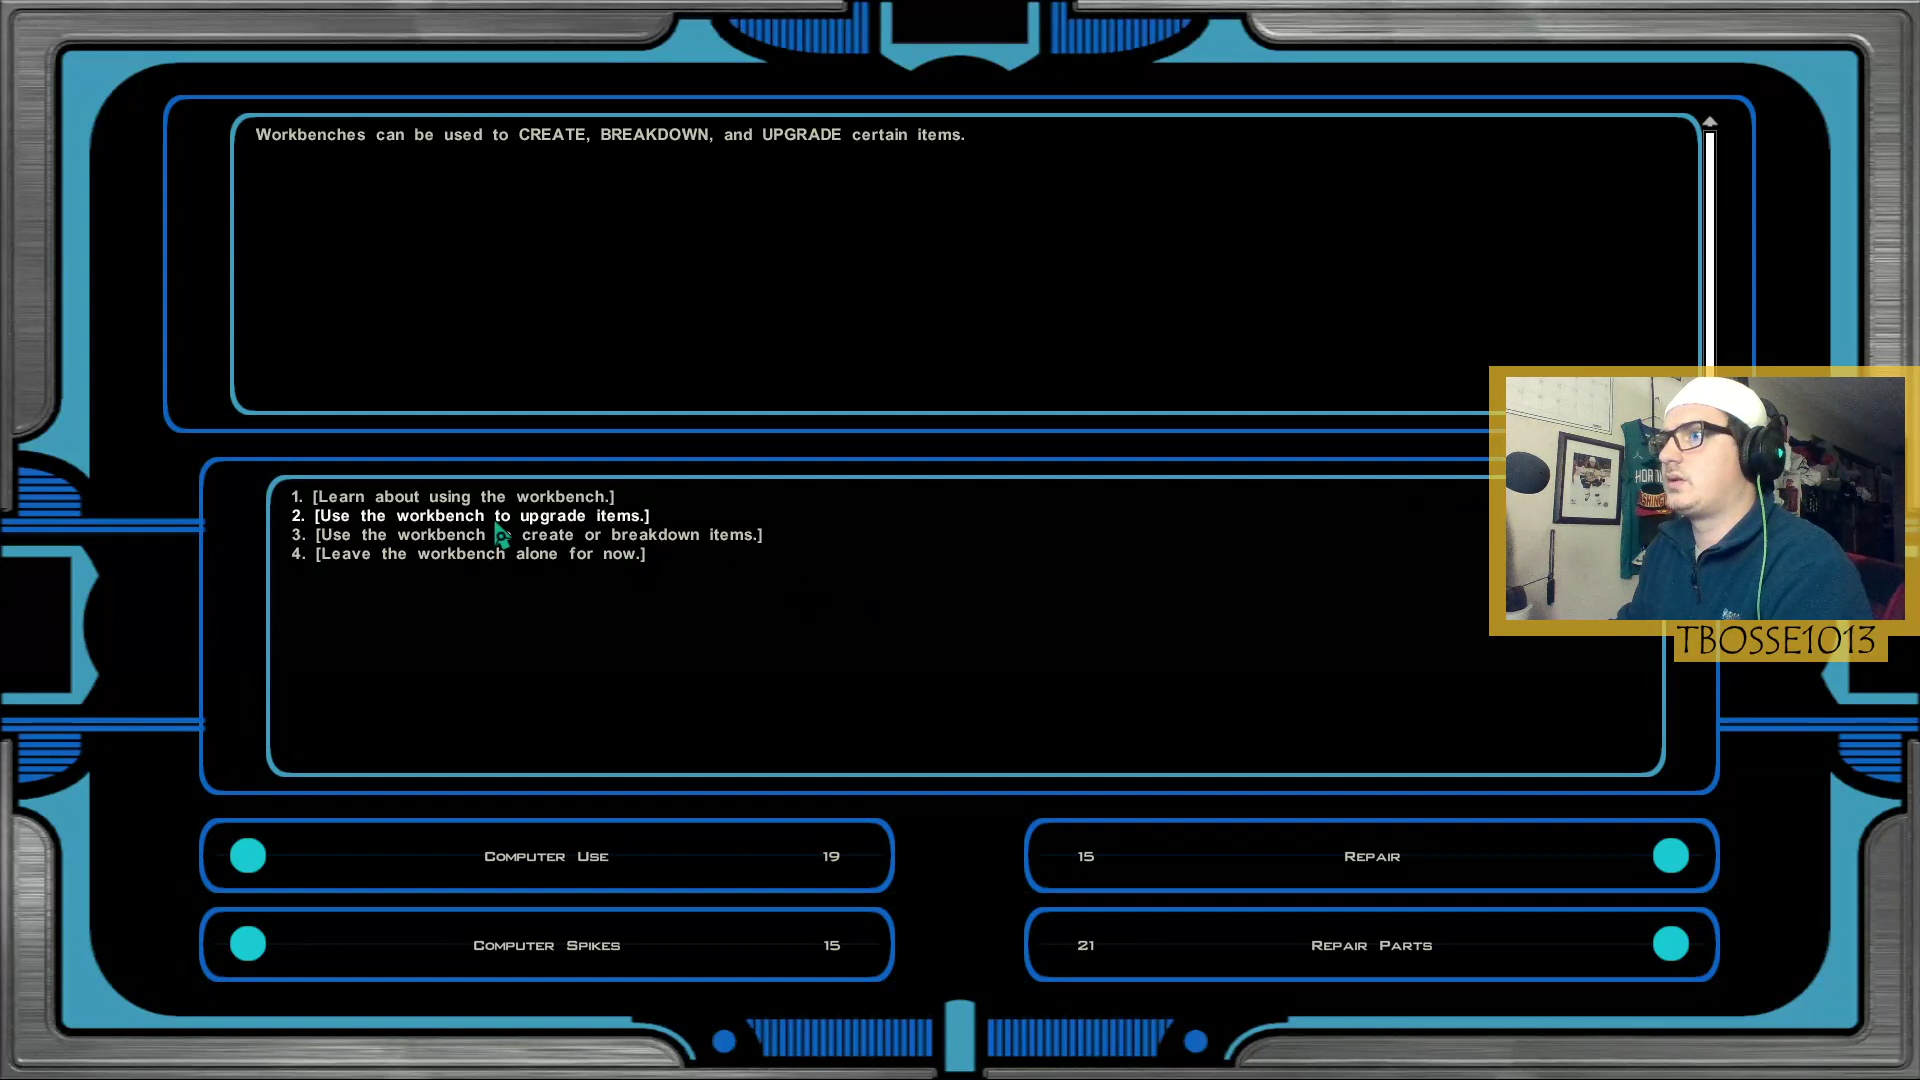 Workbenches can be used to CREATE, BREAKDOWN, and UPGRADE certain items.
1. [Learn about using the workbench.]
2. [Use the workbench to upgrade items.]
3. [Use the workbench create or breakdown items.]
4. [Leave the workbench alone for now.]
TBOSSE1013
Computer Use 19
15 Repair
Computer Spikes 15
21 Repair Parts